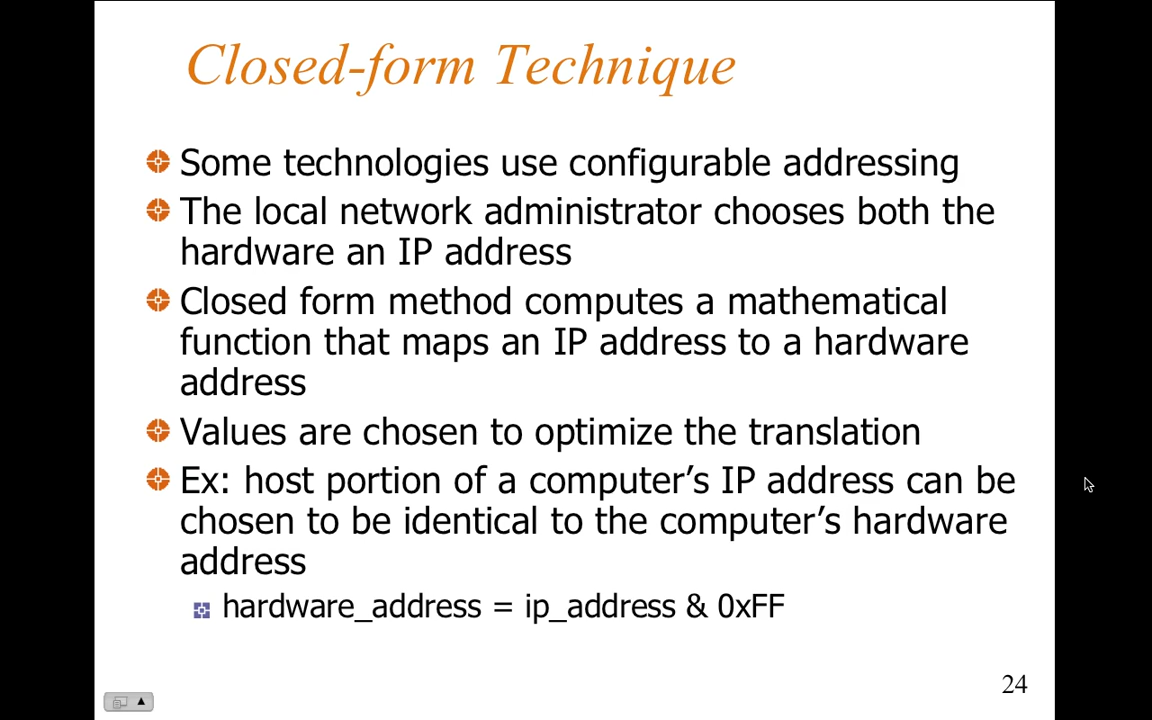 Closed-form Technique
Some technologies use configurable addressing
The local network administrator chooses both the
hardware an IP address
Closed form method computes a mathematical
function that maps an IP address to a hardware
address
Values are chosen to optimize the translation
Ex: host portion of a computer’s IP address can be
chosen to be identical to the computer’s hardware
address
hardware_address = ip_address & 0xFF
24